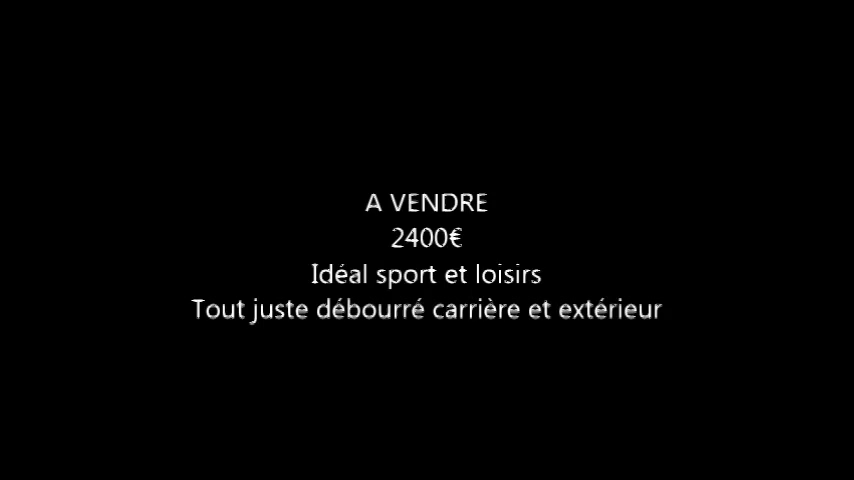 A VENDRE
2400€
Idéal sport et loisirs
Tout juste débourré carrière et extérieur